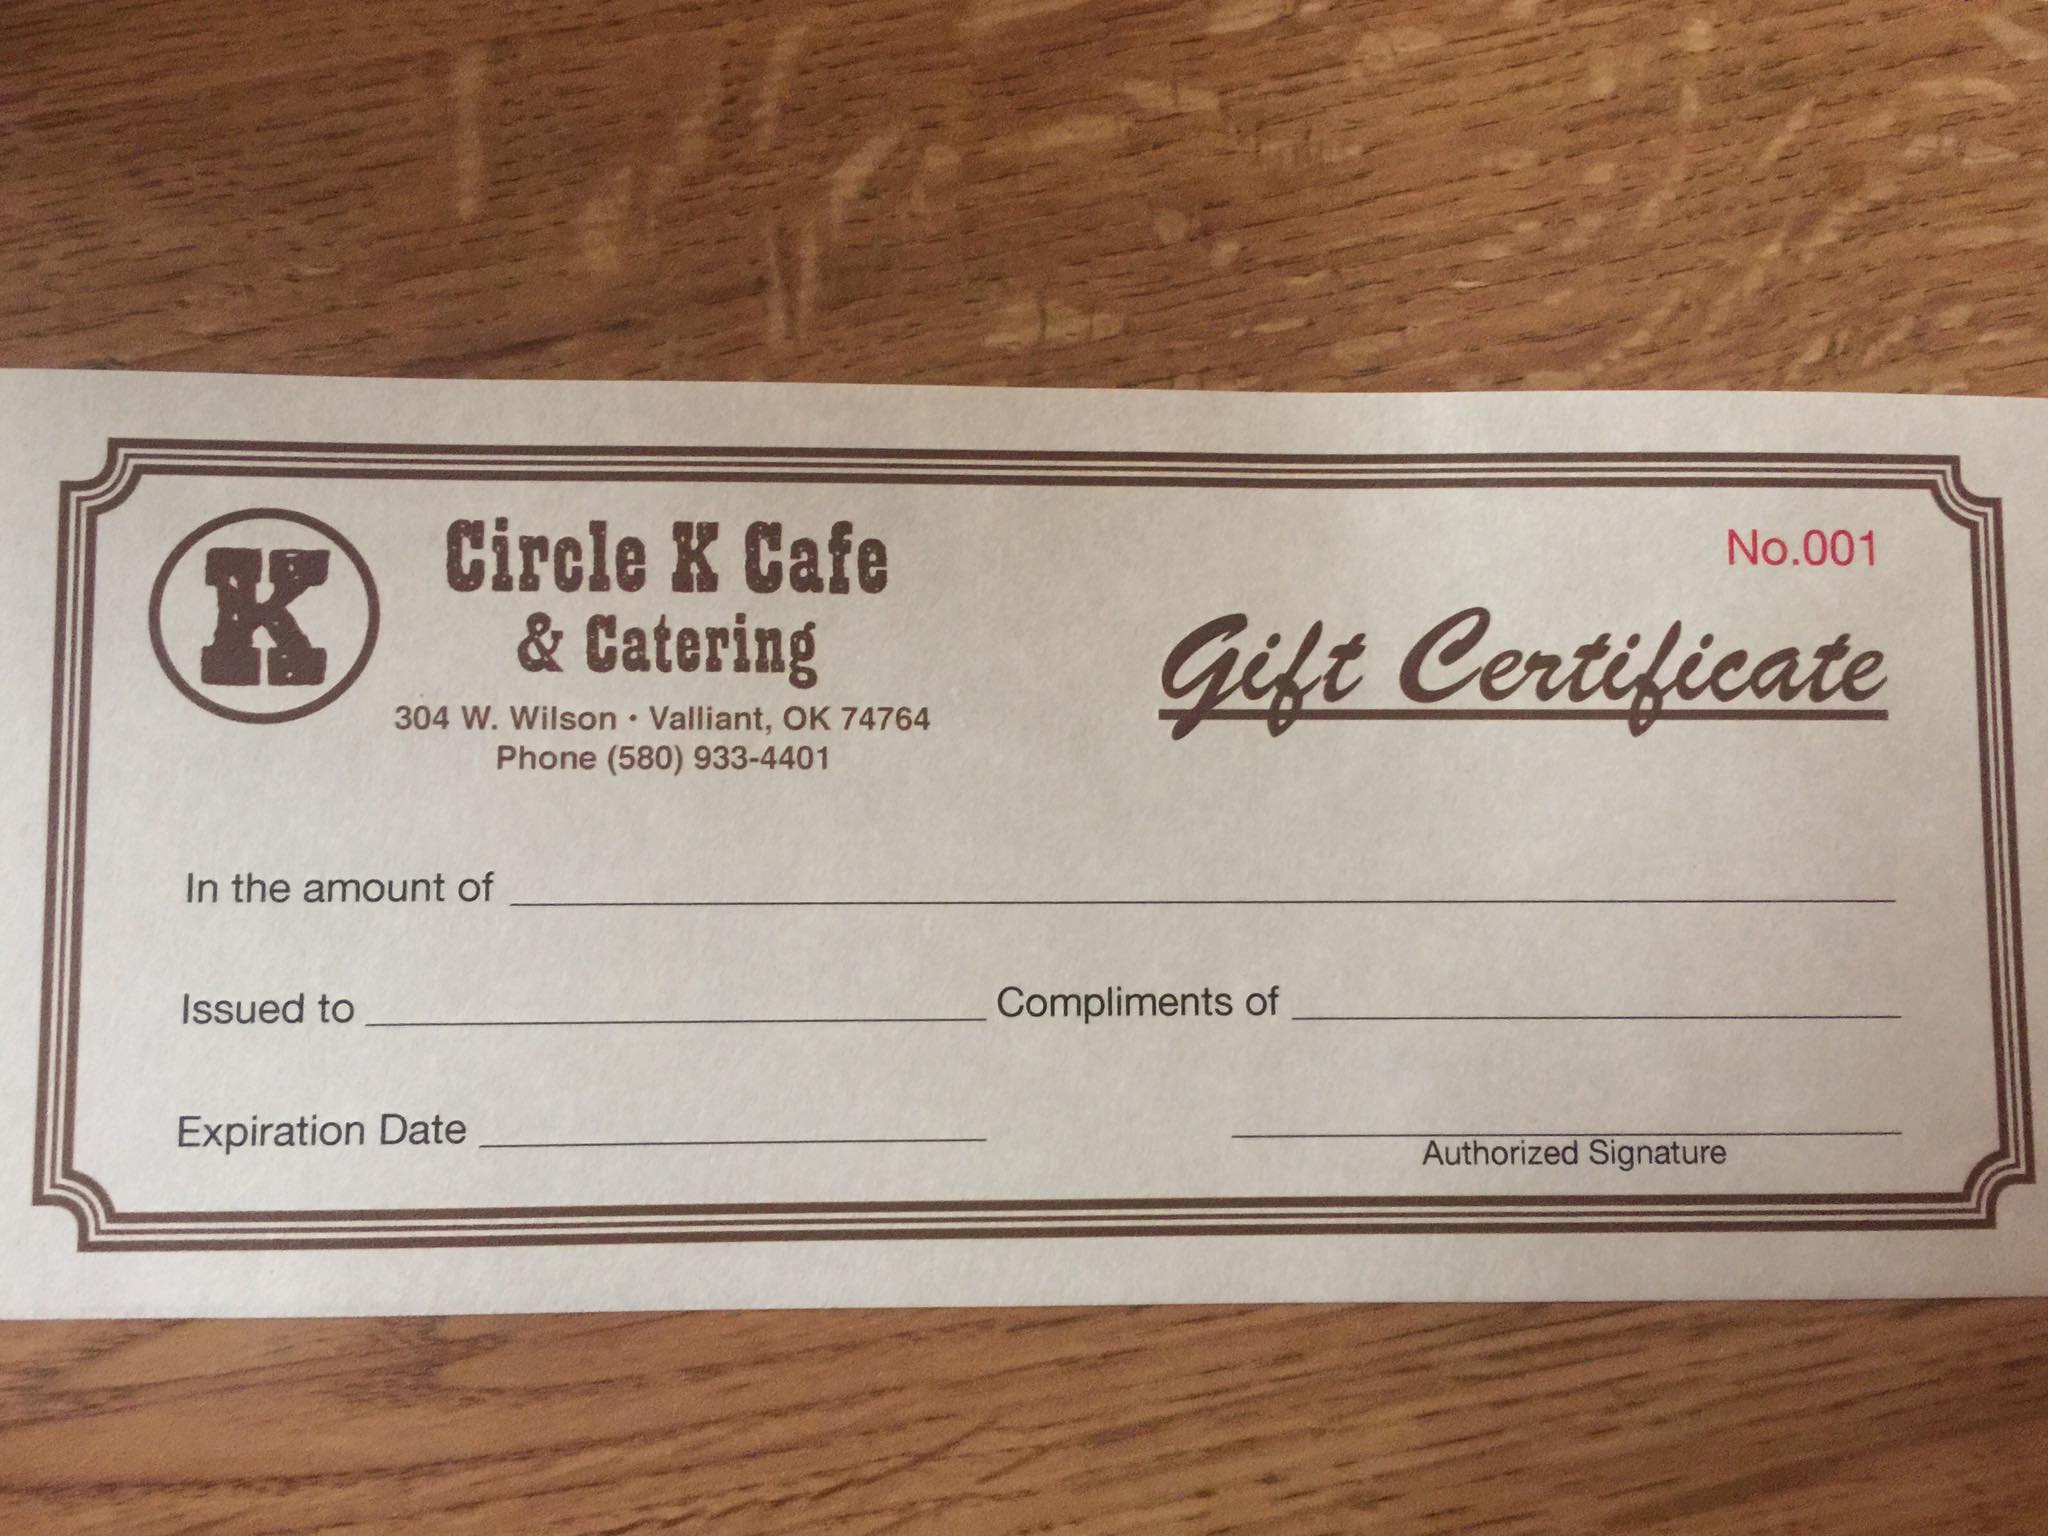 K
Circle K Cafe
& Catering
304 W. Wilson • Valliant, OK 74764
Phone (580) 933-4401
No.001
Gift Certificate
In the amount of
Issued to Compliments of
Expiration Date
Authorized Signature